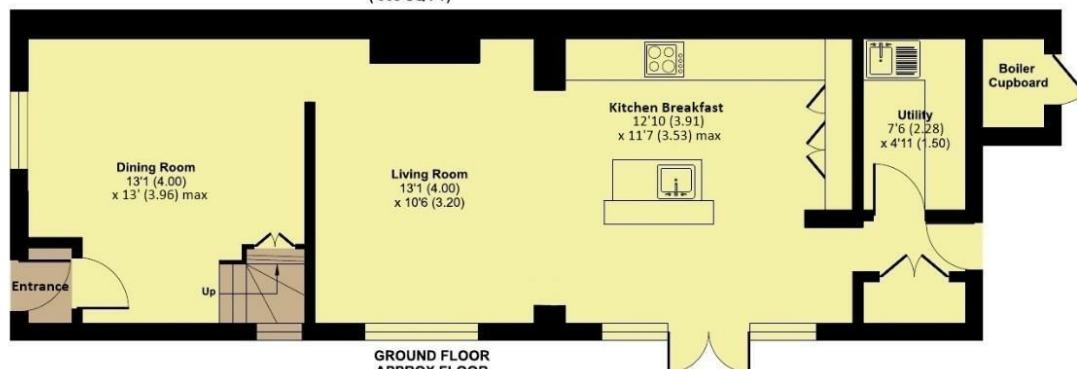 Dining Room
13'1 (4.00)
x 13' (3.96) max
Living Room
13'1 (4.00)
x 10'6 (3.20)
Kitchen Breakfast
12'10 (3.91)
x 11'7 (3.53) max
Utility
7'6 (2.28)
x 4'11 (1.50)
Boiler
Cupboard
Entrance
Up
GROUND FLOOR
APPROX FLOOR